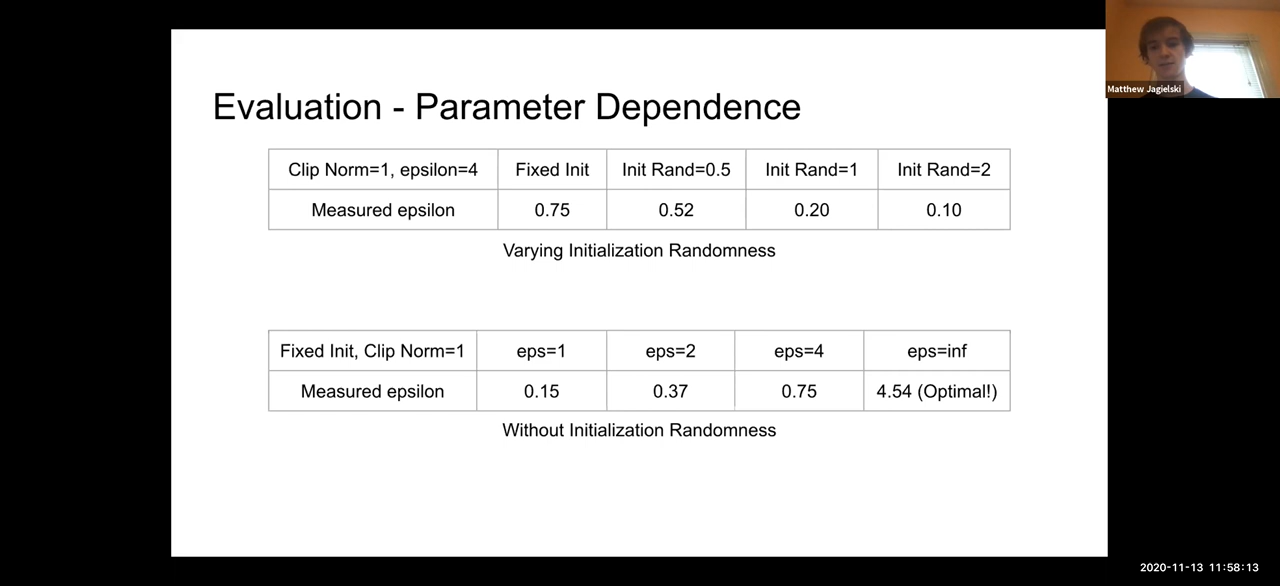 Matthew Jagielski
Evaluation - Parameter Dependence
Clip Norm=1, epsilon=4 Fixed Init Init Rand=0.5 Init Rand=1 Init Rand=2
Measured epsilon 0.75 0.52 0.20 0.10
Varying Initialization Randomness
Fixed Init, Clip Norm=1 eps=1 eps=2 eps=4 eps=inf
Measured epsilon 0.15 0.37 0.75 4.54 (Optimal!)
Without Initialization Randomness
2020-11-13 11:58:13